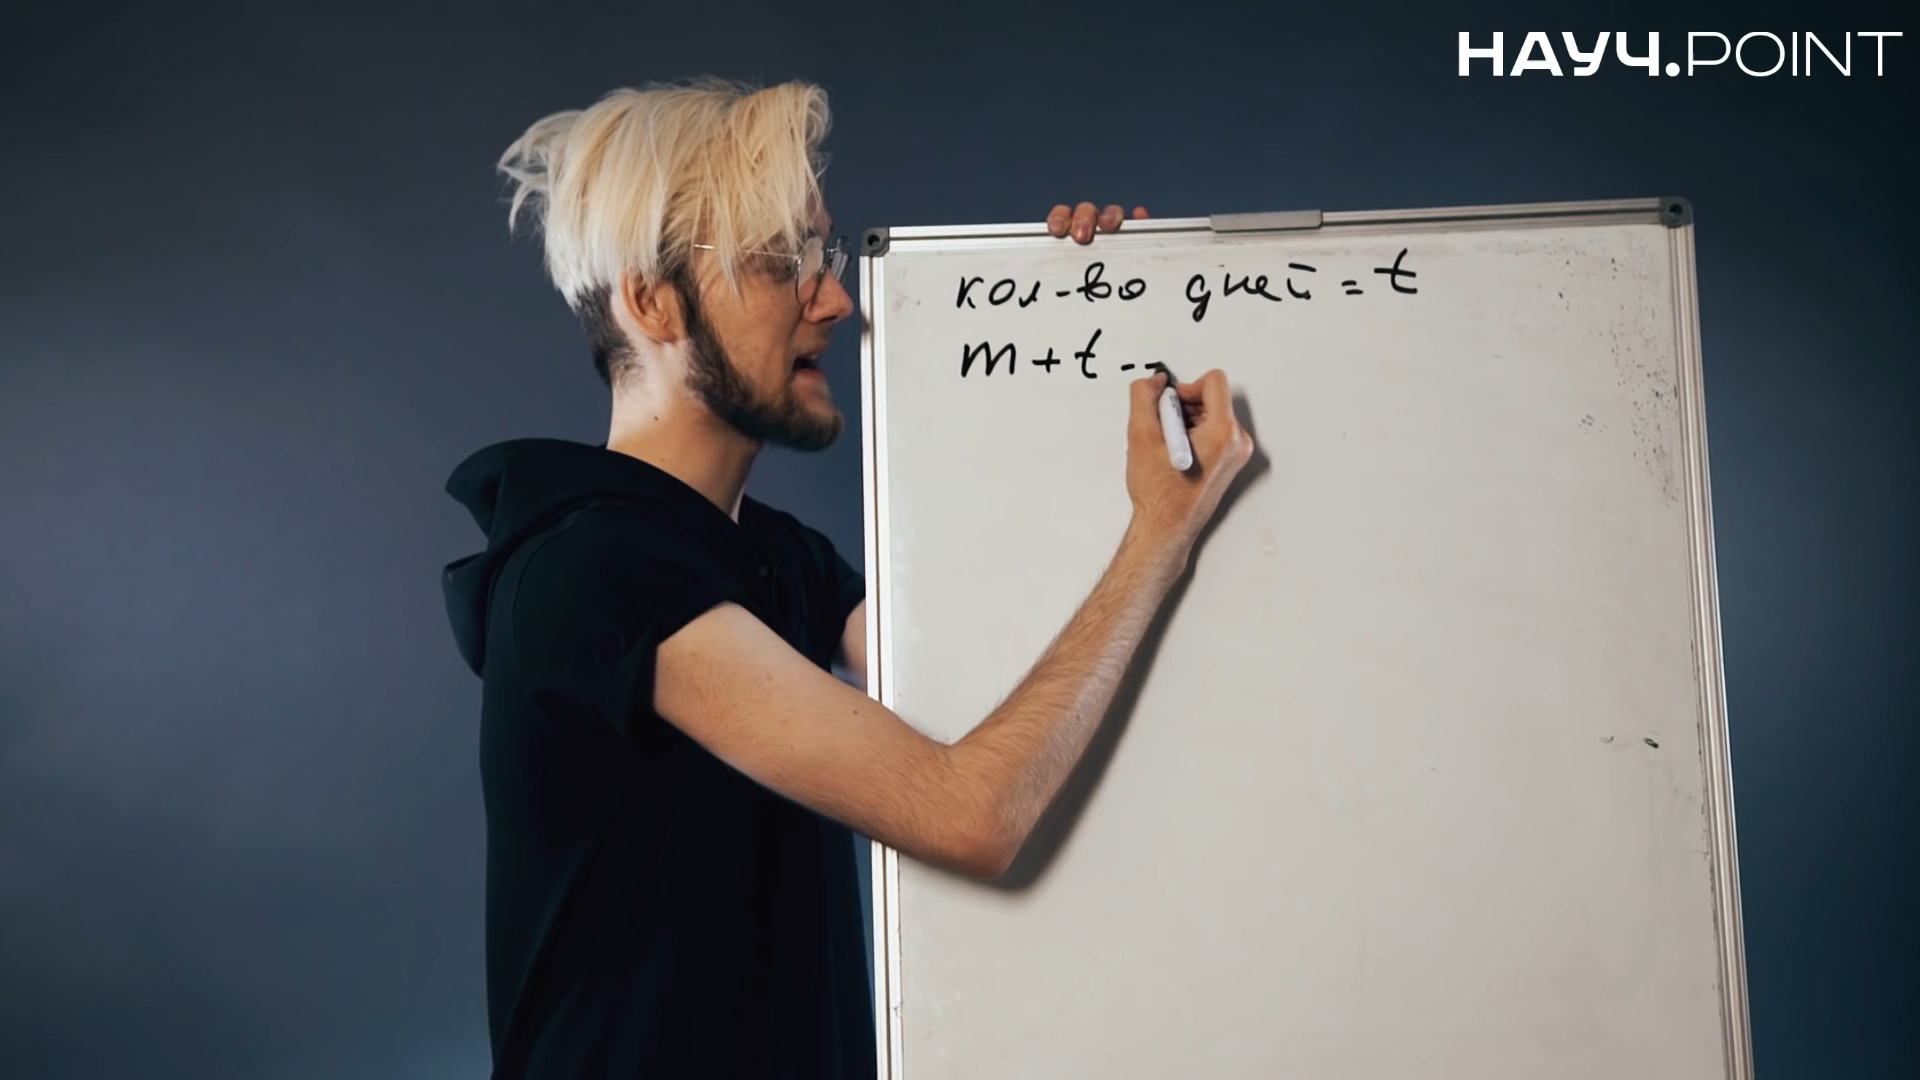 НАУЧ.POINT
кол-во дней = t
m + t --